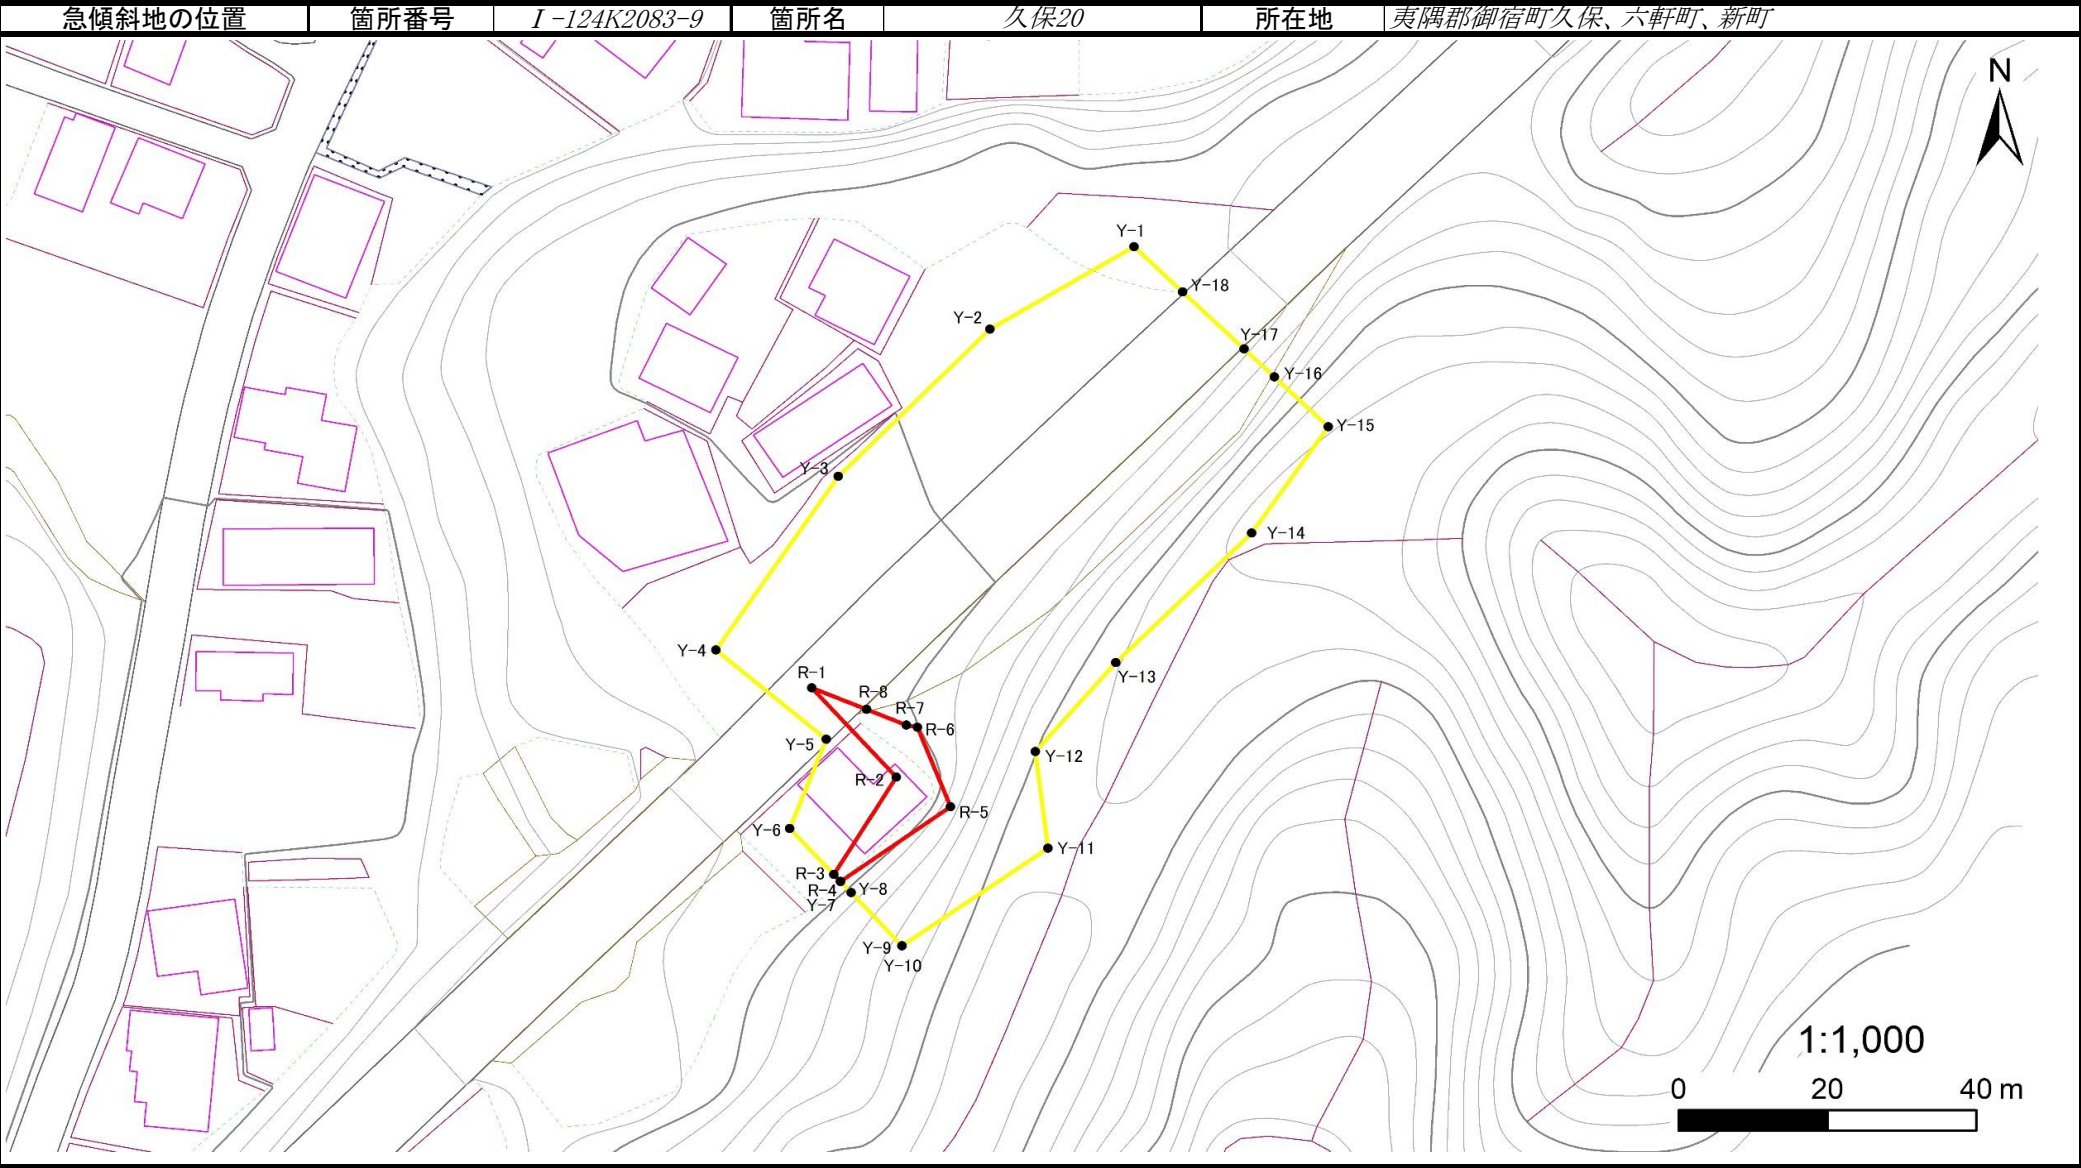 急傾斜地の位置 箇所番号 Ⅰ-124K2083-9 箇所名 久保20 所在地 夷隅郡御宿町久保、六軒町、新町
N
Y-1
Y-18
Y-2
Y-17
Y-16
Y-15
Y-3
Y-14
Y-4
R-1
Y-13
R-8
R-7
R-6
Y-5
Y-12
R-2
R-5
Y-6
Y-11
R-3
R-4
Y-8
Y-7
Y-9
Y-10
1:1,000
0 20 40 m